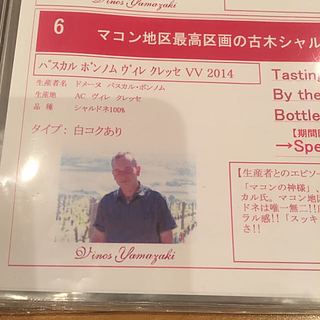 Vinos Yamazaki
6 マコン地区最高区画の古木シャル
パスカル ボンノム ヴィレ クレッセ VV 2014
生産者名 ドメーヌ パスカル・ボンノム
生産地 AC ヴィレ クレッセ
品種 シャルドネ100%
タイプ: 白コクあり
Vinos Yamazaki
Tasting
By the
Bottle
【期間
→Spe
【生産者とのエピソー
「マコンの神様」、
カル氏。マコン地
ドネは唯一無二!!
ラル感!!「スッキ
さ!!